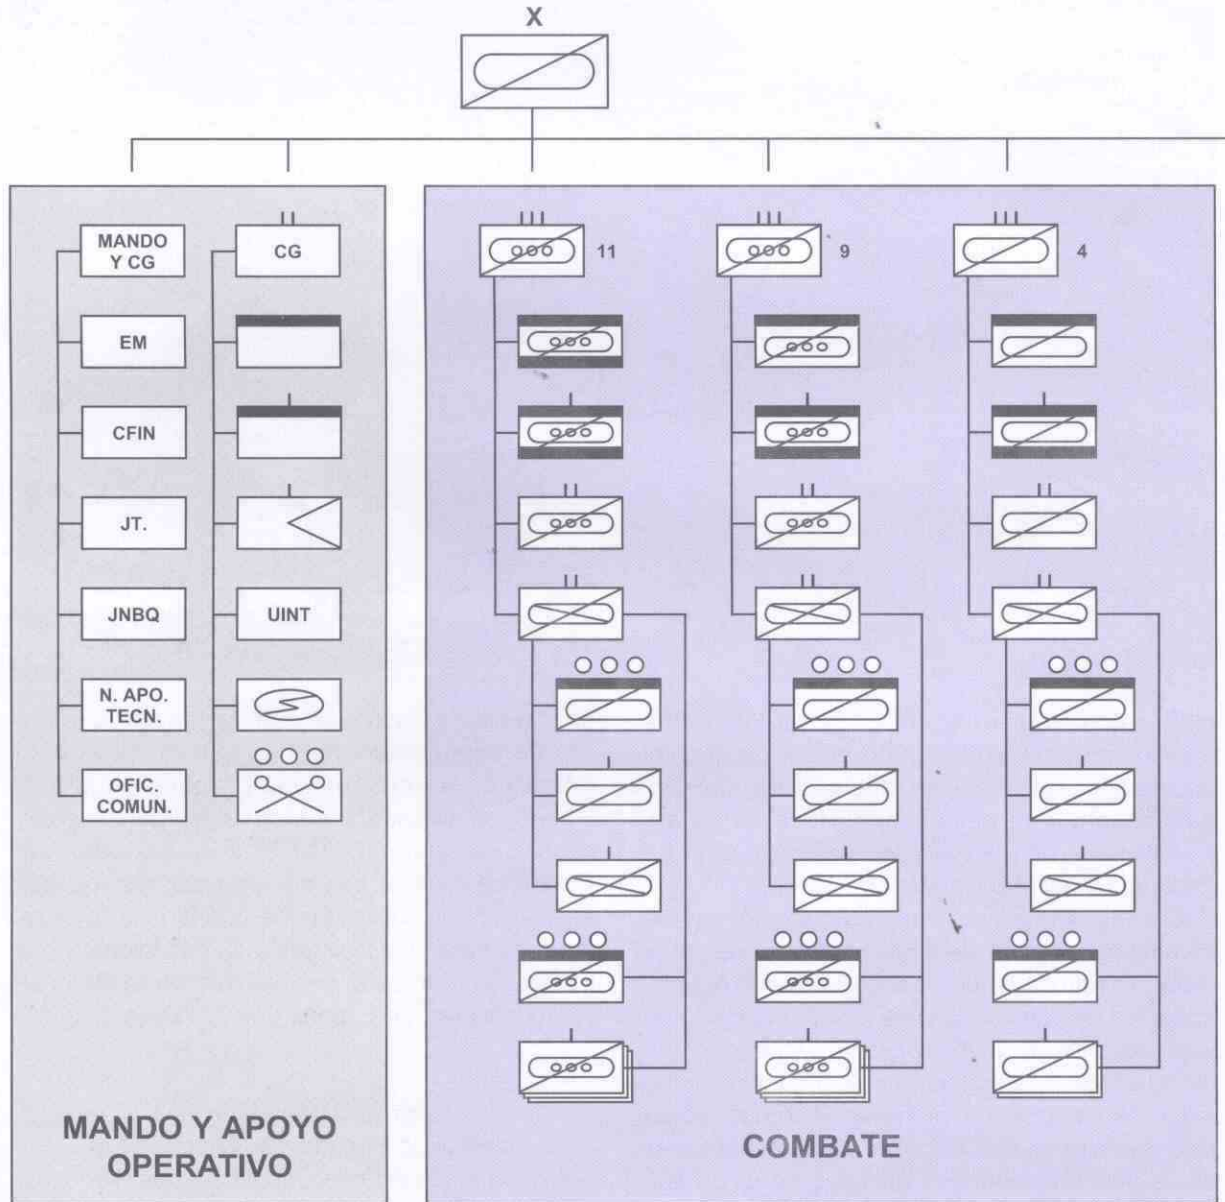 X
MANDO
Y CG
CG
11
9
4
EM
CFIN
JT.
JNBQ
UINT
N. APO.
TECN.
OFIC.
COMUN.
MANDO Y APOYO
OPERATIVO
COMBATE